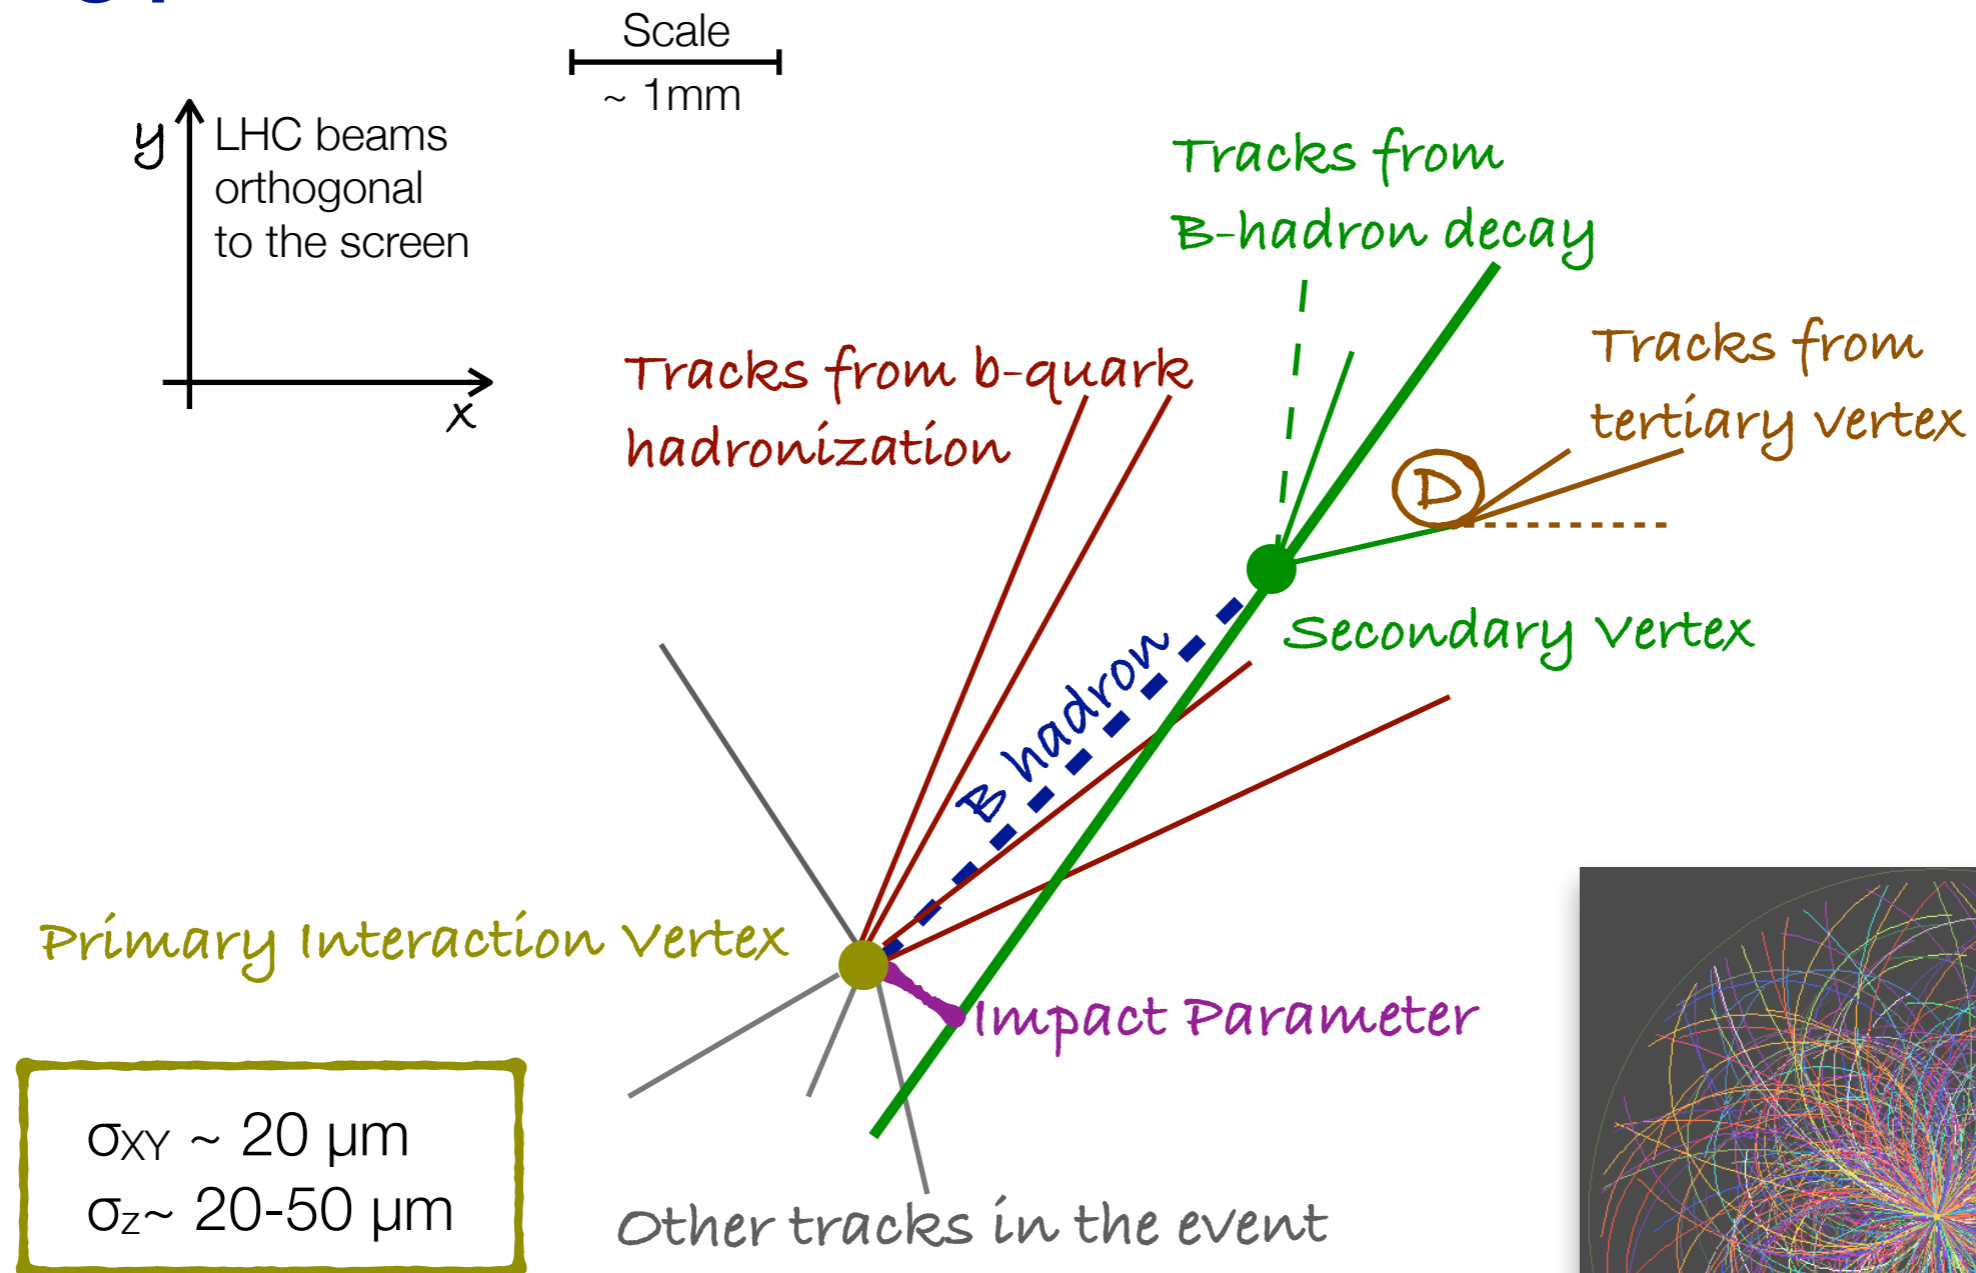 Scale
~ 1mm
y
LHC beams
orthogonal
to the screen
x
Tracks from
B-hadron decay
Tracks from b-quark
hadronization
Tracks from
tertiary vertex
D
Secondary Vertex
B hadron
Primary Interaction Vertex
Impact Parameter
σXY ~ 20 μm
σZ~ 20-50 μm
Other tracks in the event